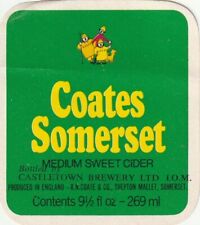 Coates
Somerset
MEDIUM SWEET CIDER
Bottled by
CASTLETOWN BREWERY LTD I.O.M.
PRODUCED IN ENGLAND - R.N. COATE & CO., SHEPTON MALLET, SOMERSET.
Contents 9½ fl oz - 269 ml